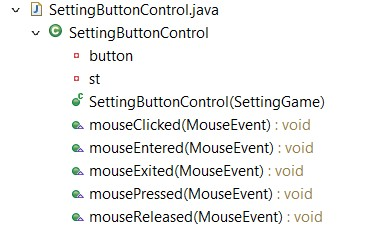 SettingButtonControl.java
SettingButtonControl
button
st
SettingButtonControl(SettingGame)
mouseClicked(MouseEvent) : void
mouseEntered(MouseEvent) : void
mouseExited(MouseEvent) : void
mousePressed(MouseEvent) : void
mouseReleased(MouseEvent) : void